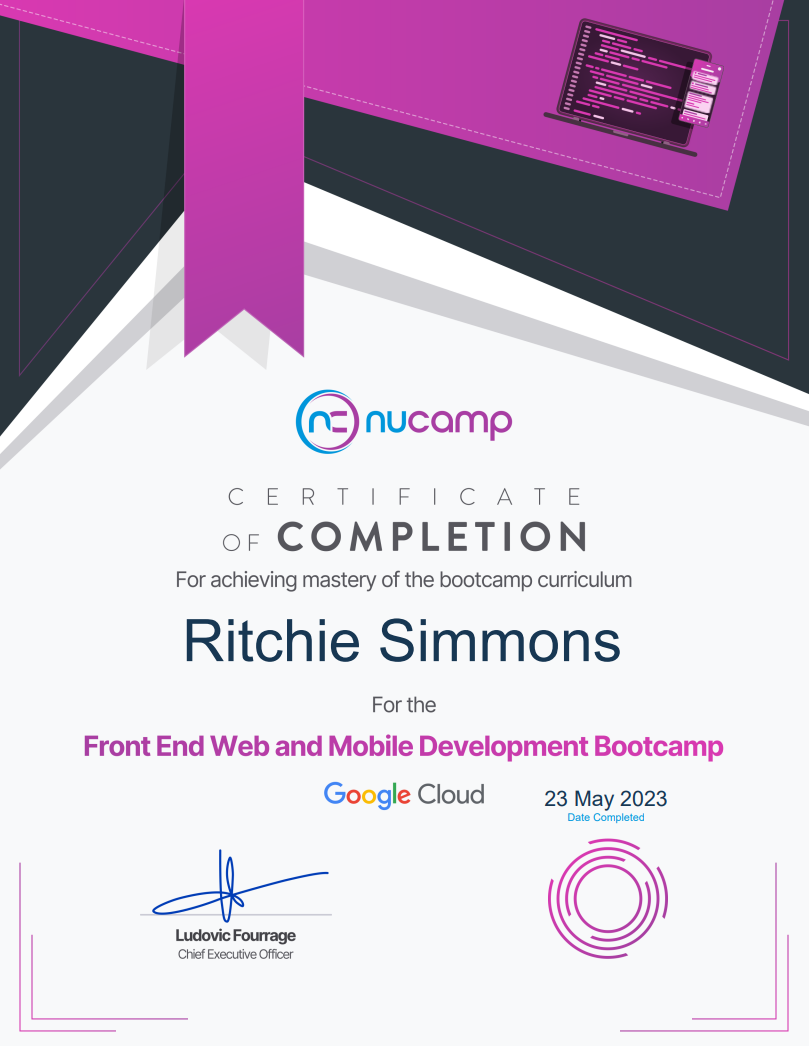 nucamp
CERTIFICATE
OF COMPLETION
For achieving mastery of the bootcamp curriculum
Ritchie Simmons
For the
Front End Web and Mobile Development Bootcamp
Google Cloud
23 May 2023
Date Completed
Ludovic Fourrage
Chief Executive Officer